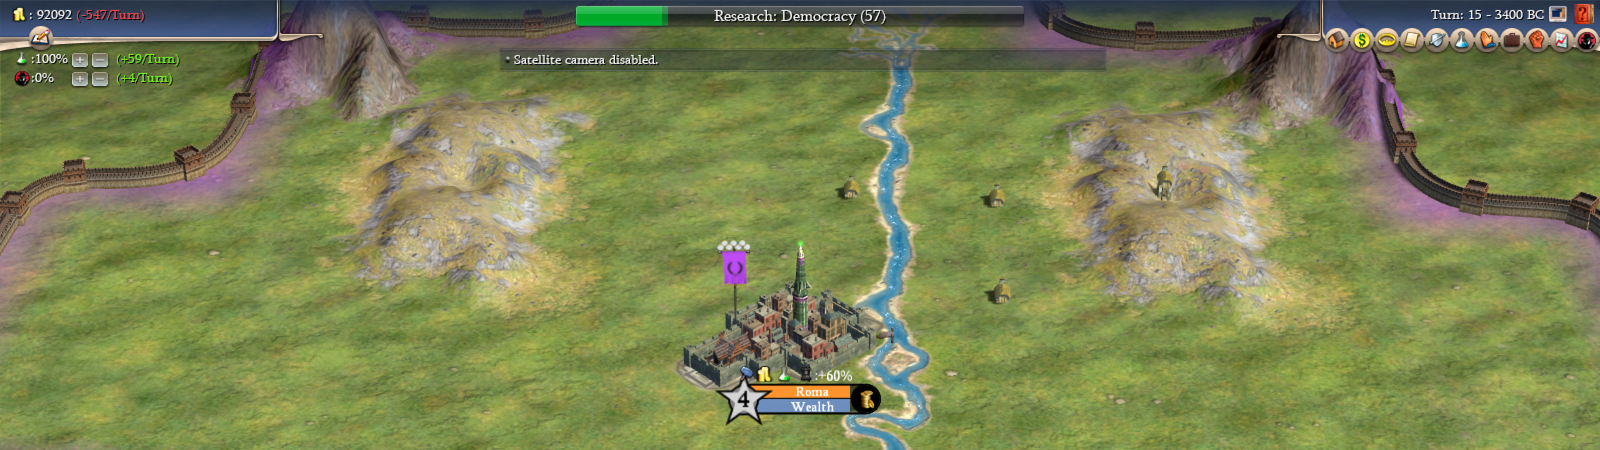 : 92092 (-547/Turn)
Research: Democracy (57)
Turn: 15 - 3400 BC
:100% (+59/Turn)
* Satellite camera disabled.
:0% (+4/Turn)
:+60%
4
Roma
Wealth